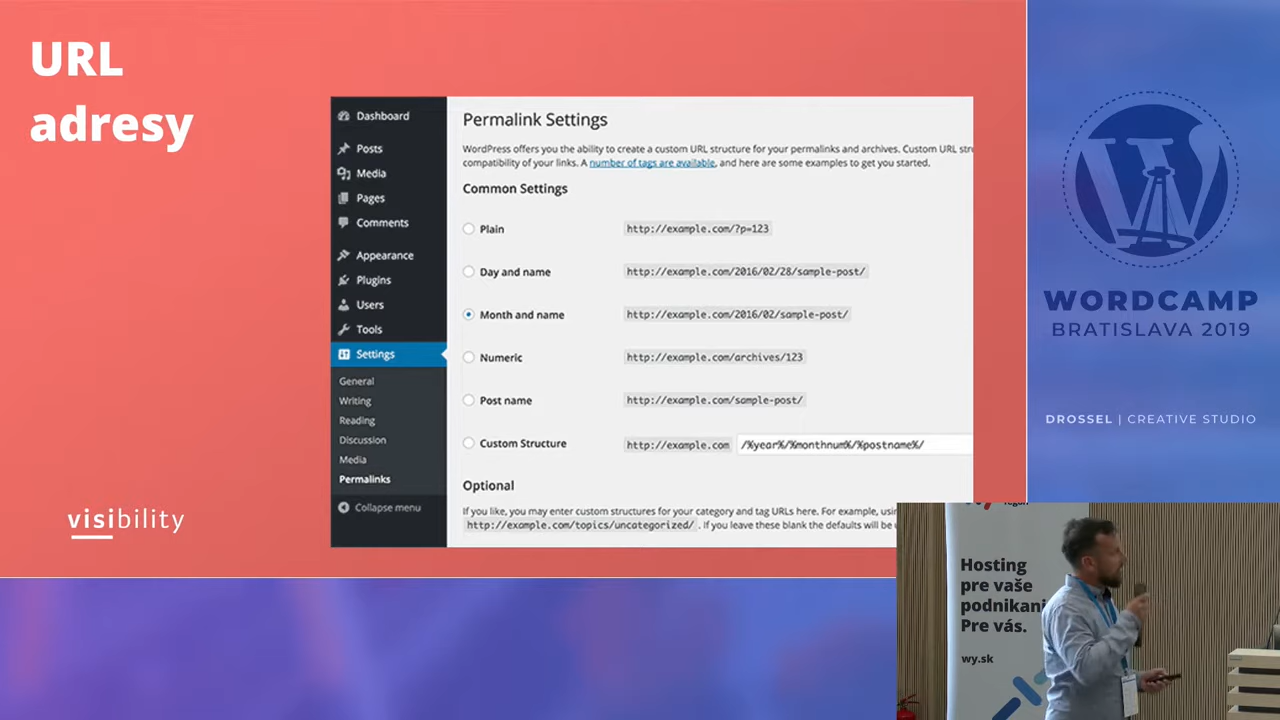 URL
adresy
Dashboard
Posts
Media
Pages
Comments
Appearance
Plugins
Users
Tools
Settings
General
Writing
Reading
Discussion
Media
Permalinks
Collapse menu
Permalink Settings
WordPress offers you the ability to create a custom URL structure for your permalinks and archives. Custom URL
compatibility of your links. A number of tags are available, and here are some examples to get you started.
Common Settings
Plain http://example.com/?p=123
Day and name http://example.com/2016/02/28/sample-post/
Month and name http://example.com/2016/02/sample-post/
Numeric http://example.com/archives/123
Post name http://example.com/sample-post/
Custom Structure http://example.com /%year%/%monthnum%/%postname%/
Optional
If you like, you may enter custom structures for your category and tag URLs here. For example,
http://example.com/topics/uncategorized/ . If you leave these blank the defaults will be
visibility
WORDCAMP
BRATISLAVA 2019
DROSSEL | CREATIVE STUDIO
Hosting
pre vaše
podnikani
Pre vás.
wy.sk